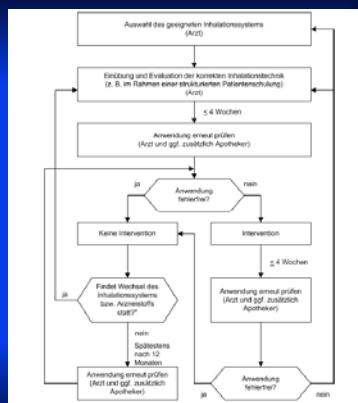 Auswahl des geeigneten Inhalationssystems
(Arzt)
Einübung und Evaluation der korrekten Inhalationstechnik
(z. B. im Rahmen einer strukturierten Patientenschulung)
(Arzt)
≤ 4 Wochen
Anwendung erneut prüfen
(Arzt und ggf. zusätzlich Apotheker)
ja
nein
Anwendung
fehlerfrei?
Keine Intervention
Intervention
≤ 4 Wochen
Findet Wechsel des
Inhalationssystems
bzw. Arzneistoffs
statt?*
ja
Anwendung erneut prüfen
(Arzt und ggf. zusätzlich
Apotheker)
nein
Spätestens
nach 12
Monaten
Anwendung erneut prüfen
(Arzt und ggf. zusätzlich
Apotheker)
ja
Anwendung
fehlerfrei?
nein